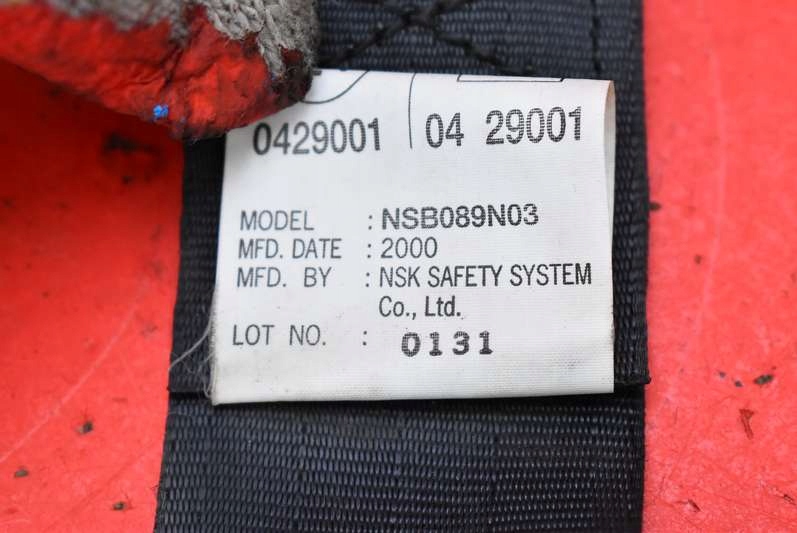 0429001 04 29001
MODEL : NSB089N03
MFD. DATE : 2000
MFD. BY : NSK SAFETY SYSTEM
Co., Ltd.
LOT NO. : 0131